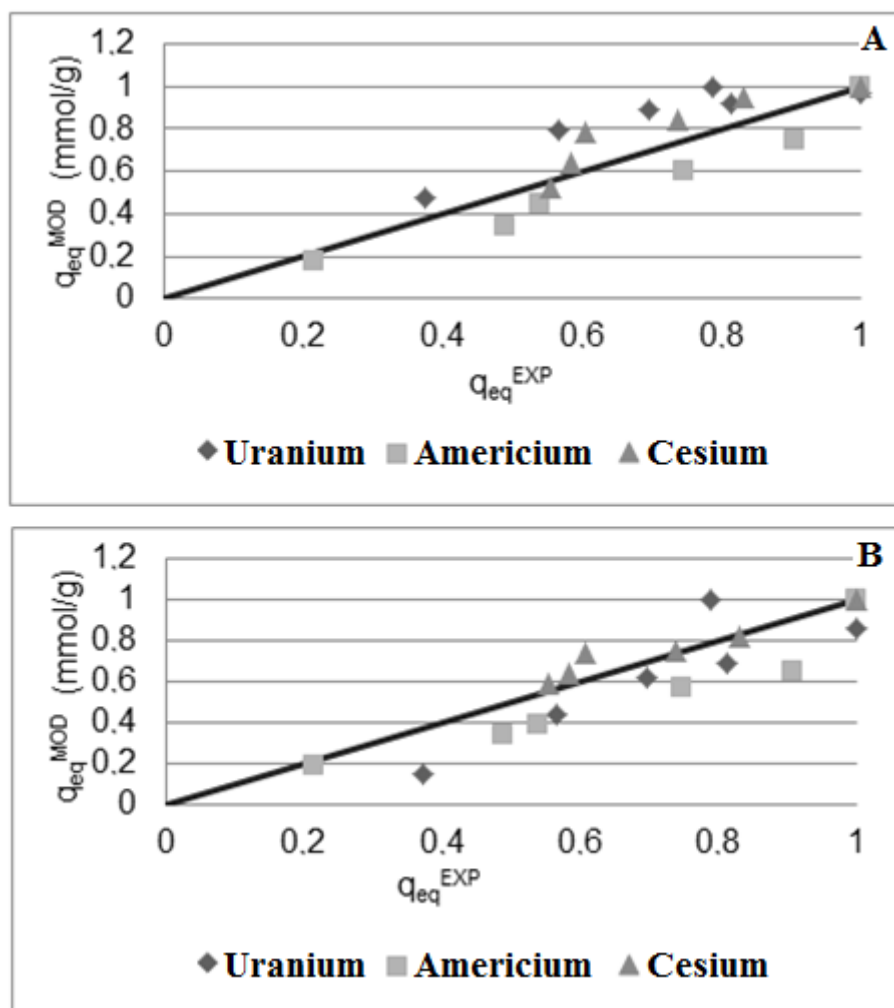 A
1,2
1
0,8
0,6
0,4
0,2
0
q_eq^MOD (mmol/g)
0 0,2 0,4 0,6 0,8 1
q_eq^EXP
Uranium Americium Cesium
B
1,2
1
0,8
0,6
0,4
0,2
0
q_eq^MOD (mmol/g)
0 0,2 0,4 0,6 0,8 1
q_eq^EXP
Uranium Americium Cesium